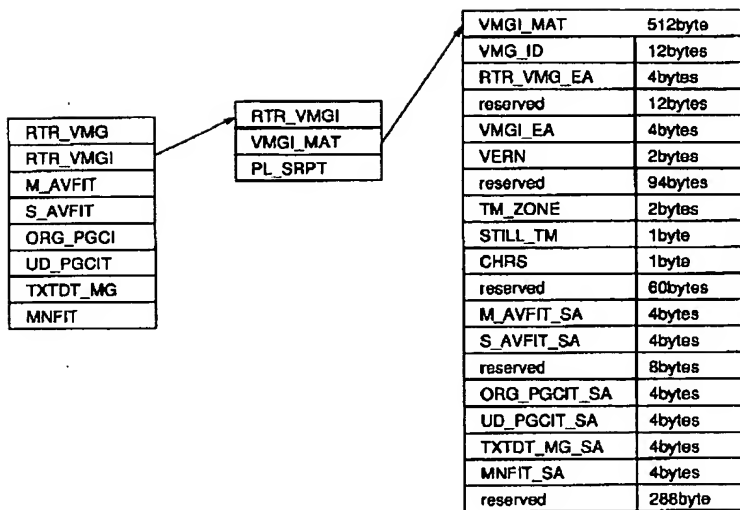 RTR_VMG
RTR_VMGI
M_AVFIT
S_AVFIT
ORG_PGCI
UD_PGCIT
TXTDT_MG
MNFIT
RTR_VMGI
VMGI_MAT
PL_SRPT
VMGI_MAT 512byte
VMG_ID 12bytes
RTR_VMG_EA 4bytes
reserved 12bytes
VMGI_EA 4bytes
VERN 2bytes
reserved 94bytes
TM_ZONE 2bytes
STILL_TM 1byte
CHRS 1byte
reserved 60bytes
M_AVFIT_SA 4bytes
S_AVFIT_SA 4bytes
reserved 8bytes
ORG_PGCIT_SA 4bytes
UD_PGCIT_SA 4bytes
TXTDT_MG_SA 4bytes
MNFIT_SA 4bytes
reserved 288byte